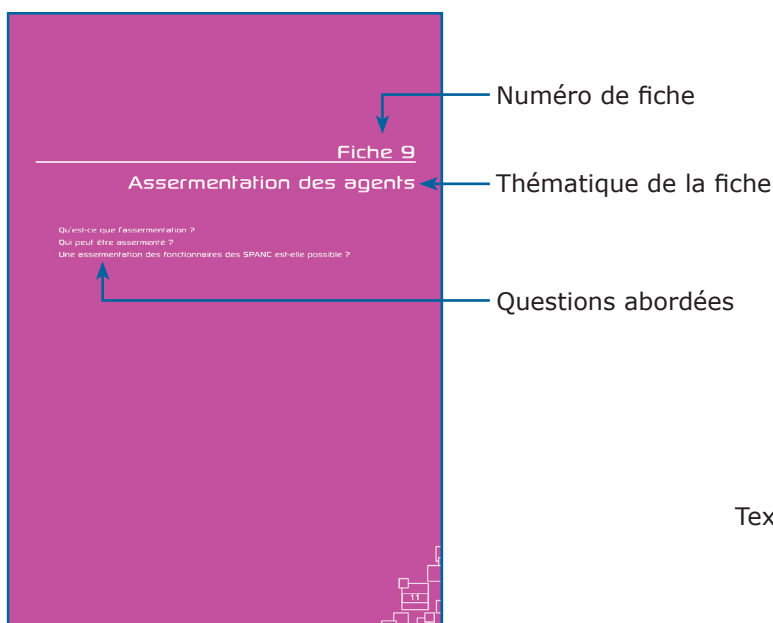 Numéro de fiche
Fiche 9
Assermentation des agents
Thématique de la fiche
Qu'est-ce que l'assermentation ?
Qui peut être assermenté ?
Une assermentation des fonctionnaires des SPANC est-elle possible ?
Questions abordées
11